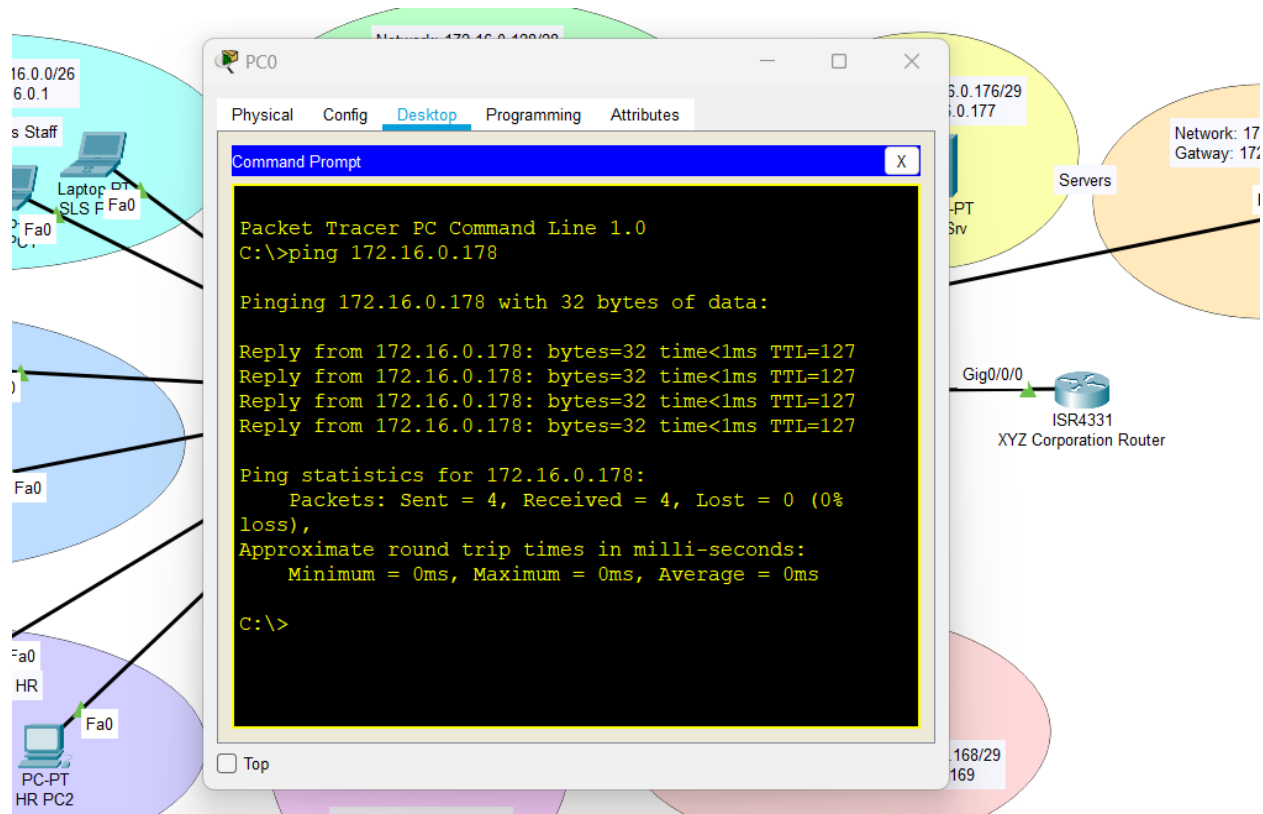 16.0.0/26
6.0.1
s Staff
Laptop-PT
SLS P
Fa0
Fa0
PC0
Physical Config Desktop Programming Attributes
Command Prompt
X
Packet Tracer PC Command Line 1.0
C:\>ping 172.16.0.178
Pinging 172.16.0.178 with 32 bytes of data:
Reply from 172.16.0.178: bytes=32 time<1ms TTL=127
Reply from 172.16.0.178: bytes=32 time<1ms TTL=127
Reply from 172.16.0.178: bytes=32 time<1ms TTL=127
Reply from 172.16.0.178: bytes=32 time<1ms TTL=127
Ping statistics for 172.16.0.178:
Packets: Sent = 4, Received = 4, Lost = 0 (0%
loss),
Approximate round trip times in milli-seconds:
Minimum = 0ms, Maximum = 0ms, Average = 0ms
C:\>
Top
6.0.176/29
.0.177
Servers
-PT
Srv
Network: 17
Gatway: 172
Gig0/0/0
ISR4331
XYZ Corporation Router
Fa0
Fa0
HR
Fa0
PC-PT
HR PC2
.168/29
169